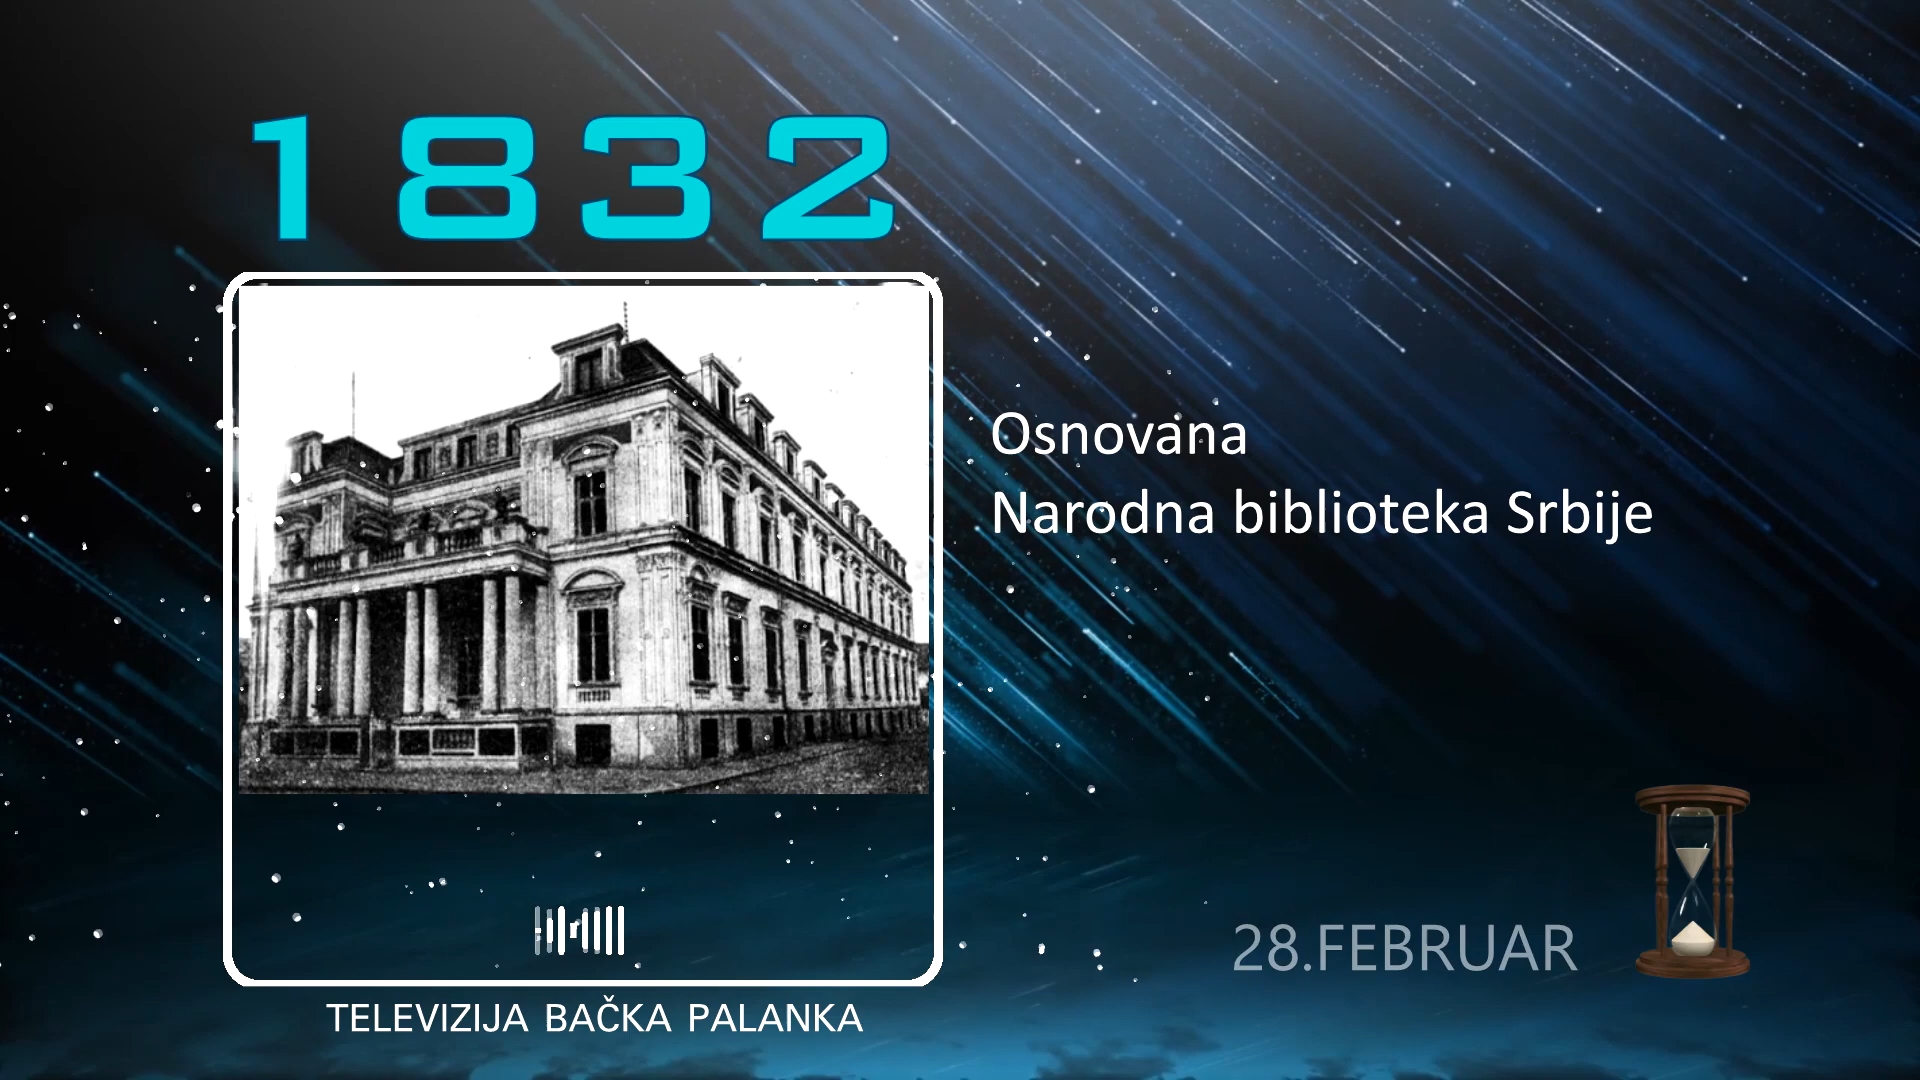 1832
Osnovana
Narodna biblioteka Srbije
28.FEBRUAR
TELEVIZIJA BAČKA PALANKA